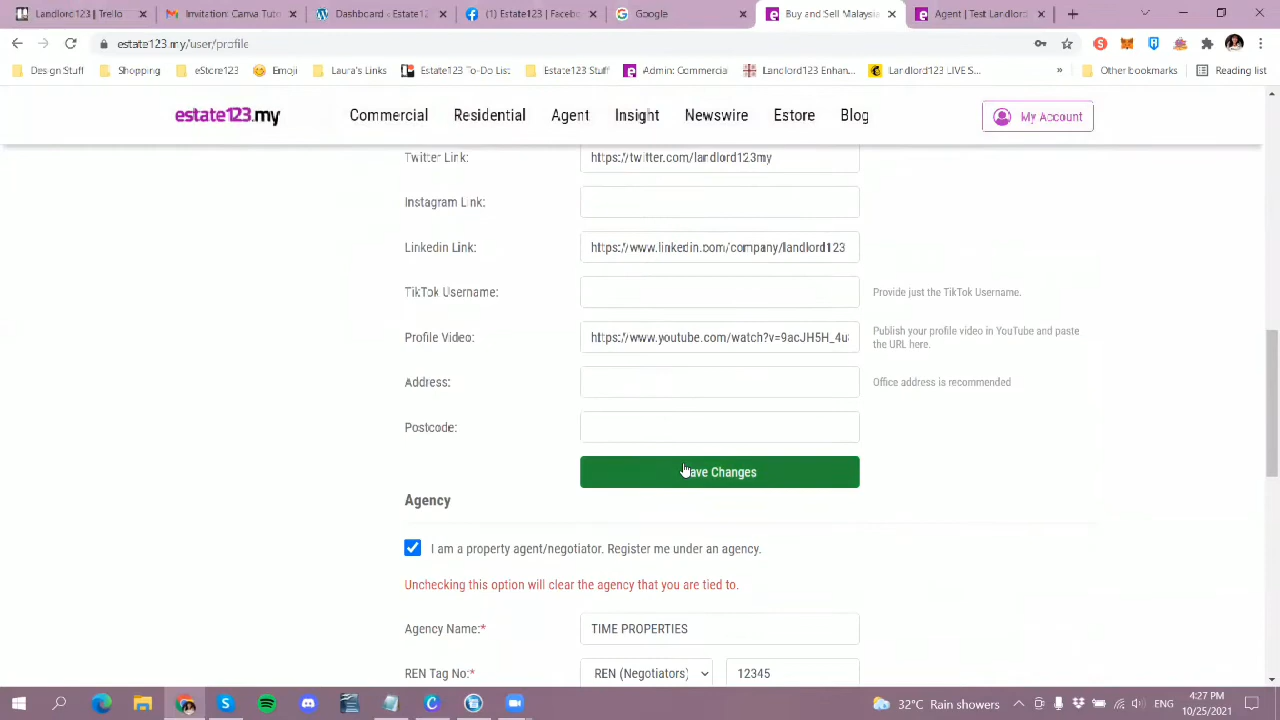 Landlord123 | Trello
Imitation: Cama Tuto
Dashboard ‹ Estate12
(1) Estate123 | Facebo
Google
Buy and Sell Malaysia
Agent | Test Landlord
estate123.my/user/profile
Design Stuff
Shopping
eStore123
Emoji
Laura's Links
Estate123 To-Do List
Estate123 Stuff
Admin: Commercial
Landlord123 Enhan...
Landlord123 LIVE S...
»
Other bookmarks
Reading list
estate123.my
Commercial
Residential
Agent
Insight
Newswire
Estore
Blog
My Account
Twitter Link:
https://twitter.com/landlord123my
Instagram Link:
Linkedin Link:
https://www.linkedin.com/company/landlord123
TikTok Username:
Provide just the TikTok Username.
Profile Video:
https://www.youtube.com/watch?v=9acJH5H_4u
Publish your profile video in YouTube and paste
the URL here.
Address:
Office address is recommended
Postcode:
Save Changes
Agency
I am a property agent/negotiator. Register me under an agency.
Unchecking this option will clear the agency that you are tied to.
Agency Name:*
TIME PROPERTIES
REN Tag No:*
REN (Negotiators)
12345
32°C Rain showers
ENG
4:27 PM
10/25/2021